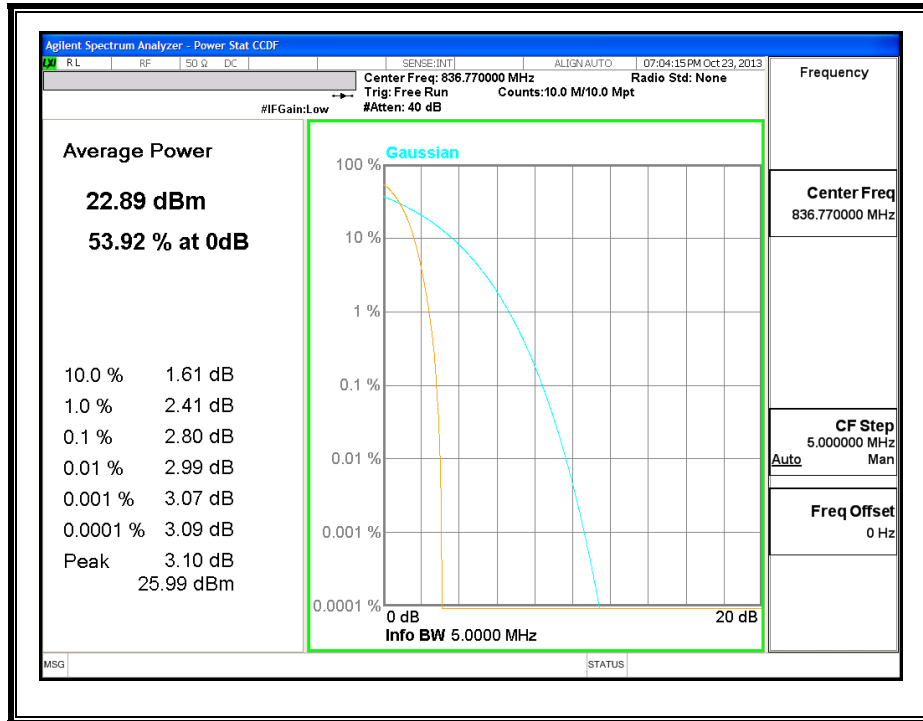 Agilent Spectrum Analyzer - Power Stat CCDF
LXI RL RF 50 Ω DC SENSE:INT ALIGN AUTO 07:04:15 PM Oct 23, 2013
Center Freq: 836.770000 MHz Radio Std: None
Trig: Free Run Counts:10.0 M/10.0 Mpt
#IFGain:Low #Atten: 40 dB
Frequency
Average Power
22.89 dBm
53.92 % at 0dB
10.0 % 1.61 dB
1.0 % 2.41 dB
0.1 % 2.80 dB
0.01 % 2.99 dB
0.001 % 3.07 dB
0.0001 % 3.09 dB
Peak 3.10 dB
25.99 dBm
Gaussian
100 %
10 %
1 %
0.1 %
0.01 %
0.001 %
0.0001 %
0 dB 20 dB
Info BW 5.0000 MHz
Center Freq
836.770000 MHz
CF Step
5.000000 MHz
Auto Man
Freq Offset
0 Hz
MSG STATUS